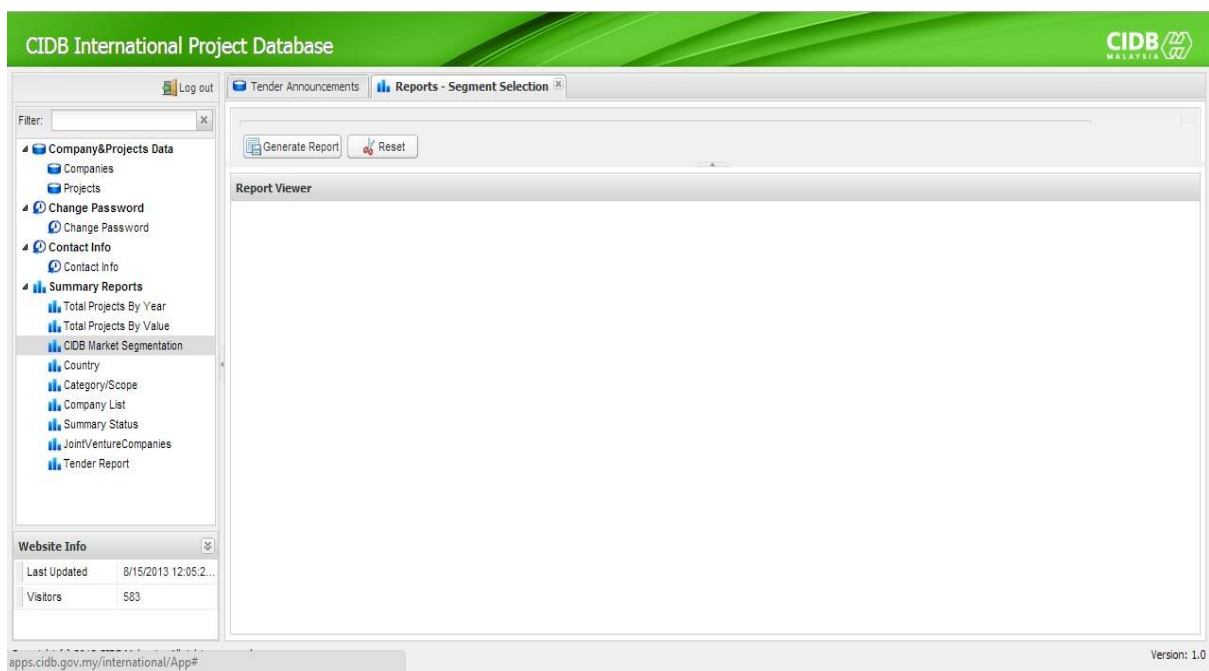 CIDB International Project Database
CIDB
MALAYSIA
Log out
Tender Announcements
Reports - Segment Selection
Filter:
Generate Report
Reset
Company&Projects Data
Companies
Projects
Change Password
Change Password
Contact Info
Contact Info
Summary Reports
Total Projects By Year
Total Projects By Value
CIDB Market Segmentation
Country
Category/Scope
Company List
Summary Status
JointVentureCompanies
Tender Report
Report Viewer
Website Info
Last Updated 8/15/2013 12:05:2...
Visitors 583
apps.cidb.gov.my/international/App#
Version: 1.0